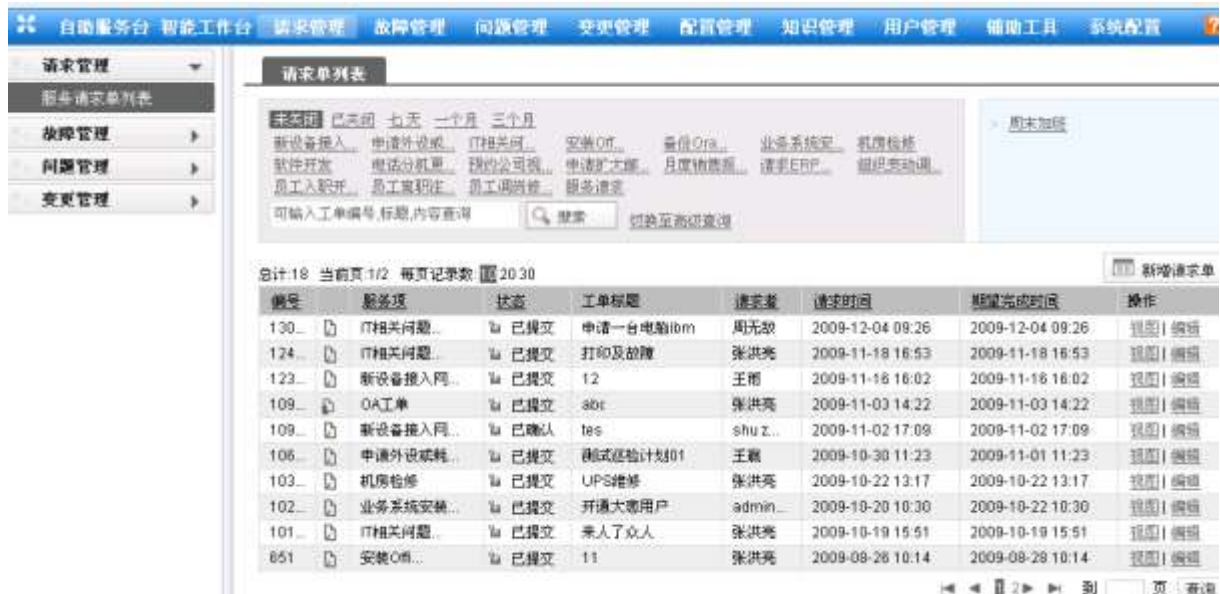 自助服务台 智能工作台 请求管理 故障管理 问题管理 变更管理 配置管理 知识管理 用户管理 辅助工具 系统配置 ?
请求管理
服务请求单列表
故障管理
问题管理
变更管理
请求单列表
未关闭 已关闭 七天 一个月 三个月
新设备接入... 申请外设或... IT相关问... 安装Off... 备份Ora... 业务系统安... 机房检修
软件开发 电话分机更... 预约公司视... 申请扩大邮... 月度销售报... 请求ERP... 组织变动调...
员工入职开... 员工离职注... 员工调岗修... 服务请求
可输入工单编号,标题,内容查询 搜索 切换至高级查询
周末加班
总计:18 当前页:1/2 每页记录数: 20 30
新增请求单
编号 服务项 状态 工单标题 请求者 请求时间 期望完成时间 操作
130... IT相关问题... 已提交 申请一台电脑ibm 周无敌 2009-12-04 09:26 2009-12-04 09:26 视图 | 编辑
124... IT相关问题... 已提交 打印及故障 张洪亮 2009-11-18 16:53 2009-11-18 16:53 视图 | 编辑
123... 新设备接入网... 已提交 12 王 2009-11-16 16:02 2009-11-16 16:02 视图 | 编辑
109... OA工单 已提交 abc 张洪亮 2009-11-03 14:22 2009-11-03 14:22 视图 | 编辑
109... 新设备接入网... 已确认 tes shu z... 2009-11-02 17:09 2009-11-02 17:09 视图 | 编辑
106... 申请外设或耗... 已提交 测试巡检计划01 王 2009-10-30 11:23 2009-11-01 11:23 视图 | 编辑
103... 机房检修 已提交 UPS维修 张洪亮 2009-10-22 13:17 2009-10-22 13:17 视图 | 编辑
102... 业务系统安装... 已提交 开通大客用户 admin... 2009-10-20 10:30 2009-10-22 10:30 视图 | 编辑
101... IT相关问题... 已提交 来人了众人 张洪亮 2009-10-19 15:51 2009-10-19 15:51 视图 | 编辑
651 安装Offi... 已提交 11 张洪亮 2009-08-26 10:14 2009-08-28 10:14 视图 | 编辑
1 2 到 页 查询